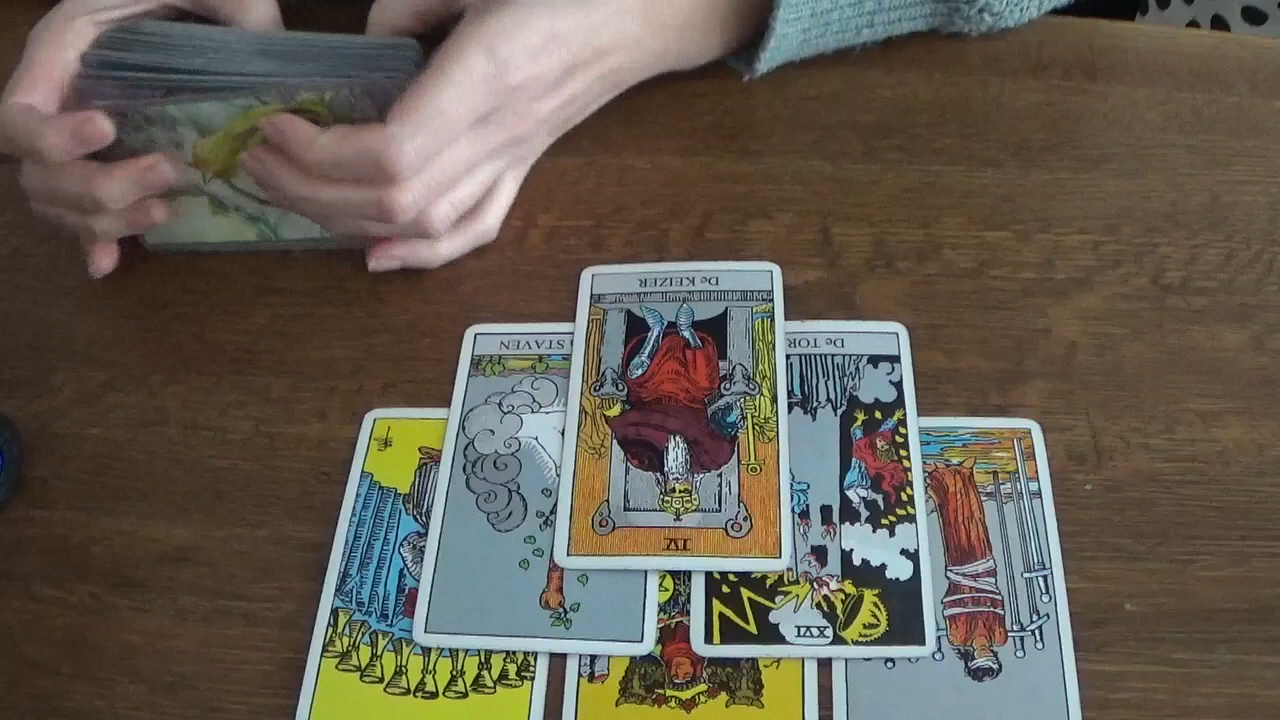 De KEIZER
STAVEN
De TOR
IV
XVI